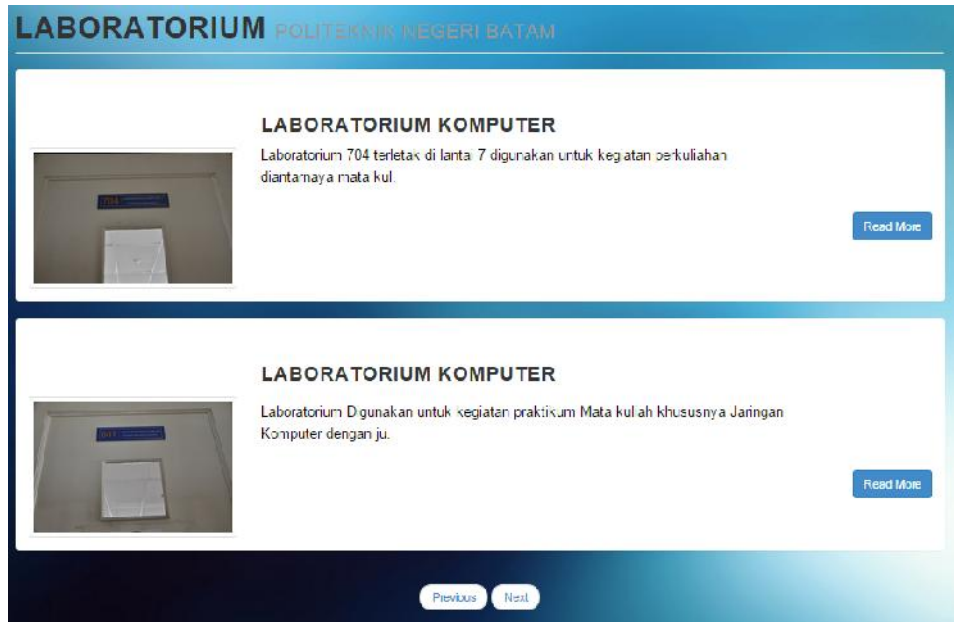 LABORATORIUM POLITEKNIK NEGERI BATAM
LABORATORIUM KOMPUTER
Laboratorium 704 terletak di lantai 7 digunakan untuk kegiatan perkuliahan
diantarnaya mata kul.
704
Read More
LABORATORIUM KOMPUTER
Laboratorium Digunakan untuk kegiatan praktikum Mata kuliah khususnya Jaringan
Komputer dengan ju.
Read More
Previous Next